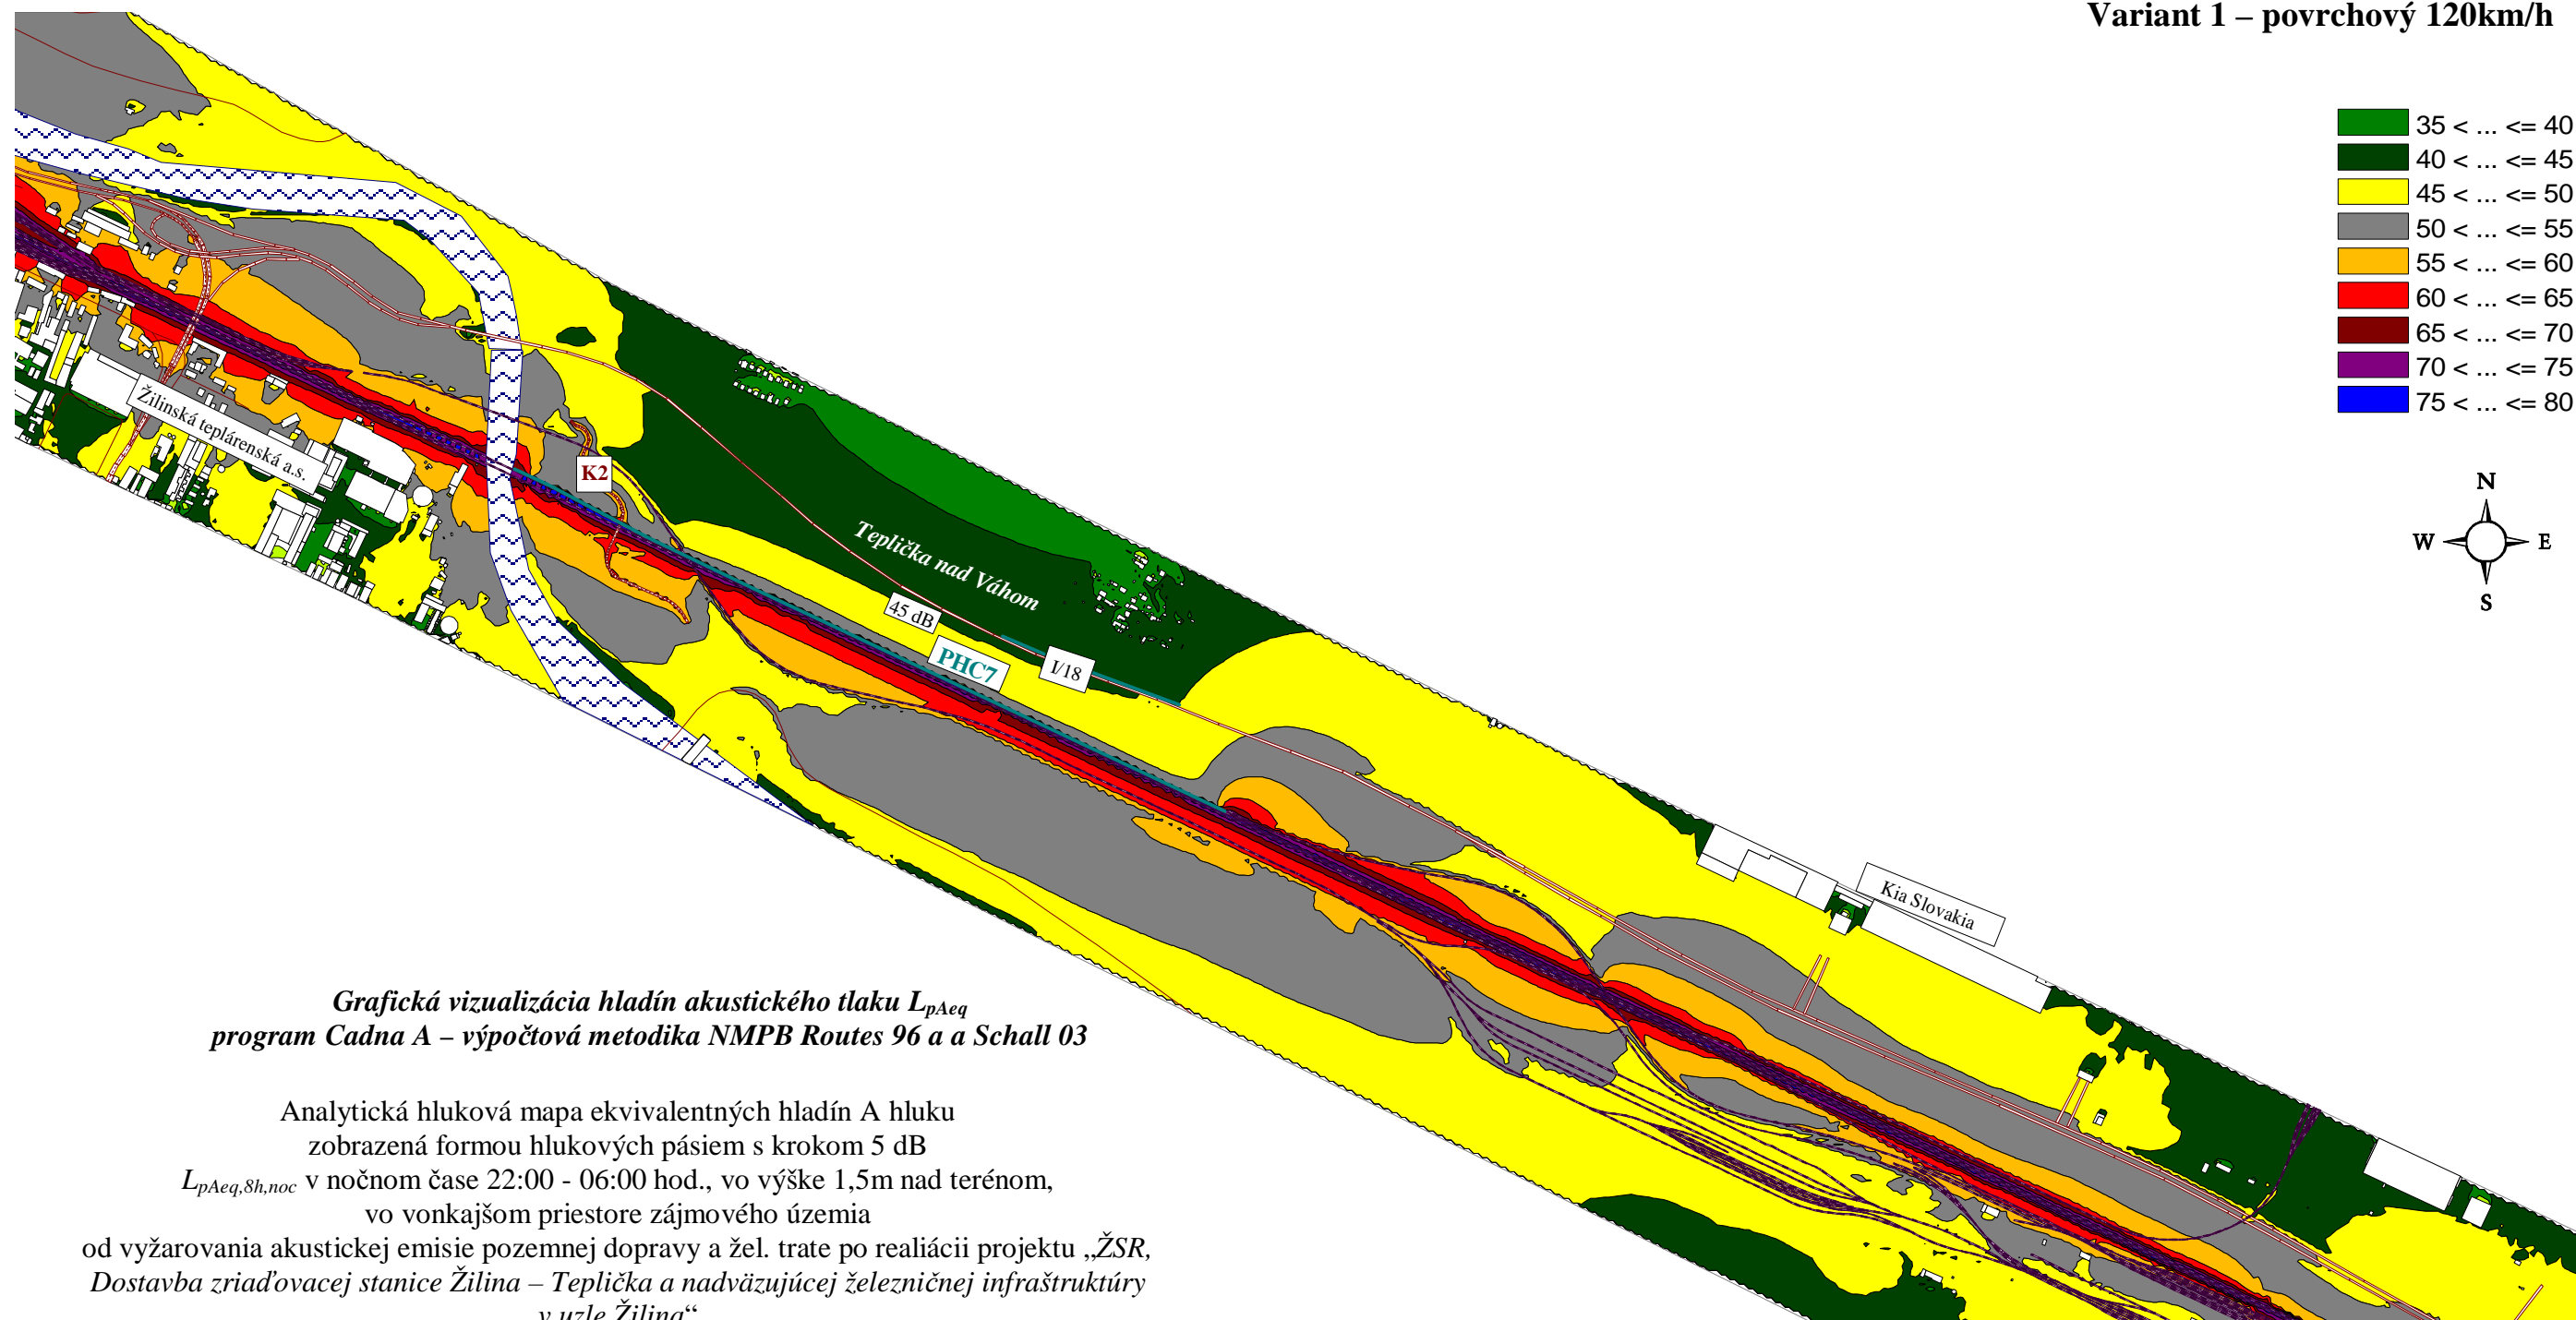 Variant 1 – povrchový 120km/h
35 < ... <= 40
40 < ... <= 45
45 < ... <= 50
50 < ... <= 55
55 < ... <= 60
60 < ... <= 65
65 < ... <= 70
70 < ... <= 75
75 < ... <= 80
N
W E
S
Žilinská teplárenská a.s.
K2
Teplička nad Váhom
45 dB
PHC7
I/18
Kia Slovakia
Grafická vizualizácia hladín akustického tlaku LpAeq
program Cadna A – výpočtová metodika NMPB Routes 96 a a Schall 03
Analytická hluková mapa ekvivalentných hladín A hluku
zobrazená formou hlukových pásiem s krokom 5 dB
LpAeq,8h,noc v nočnom čase 22:00 - 06:00 hod., vo výške 1,5m nad terénom,
vo vonkajšom priestore zájmového územia
od vyžarovania akustickej emisie pozemnej dopravy a žel. trate po realiácii projektu „ŽSR,
Dostavba zriaďovacej stanice Žilina – Teplička a nadväzujúcej železničnej infraštruktúry
v uzle Žilina“